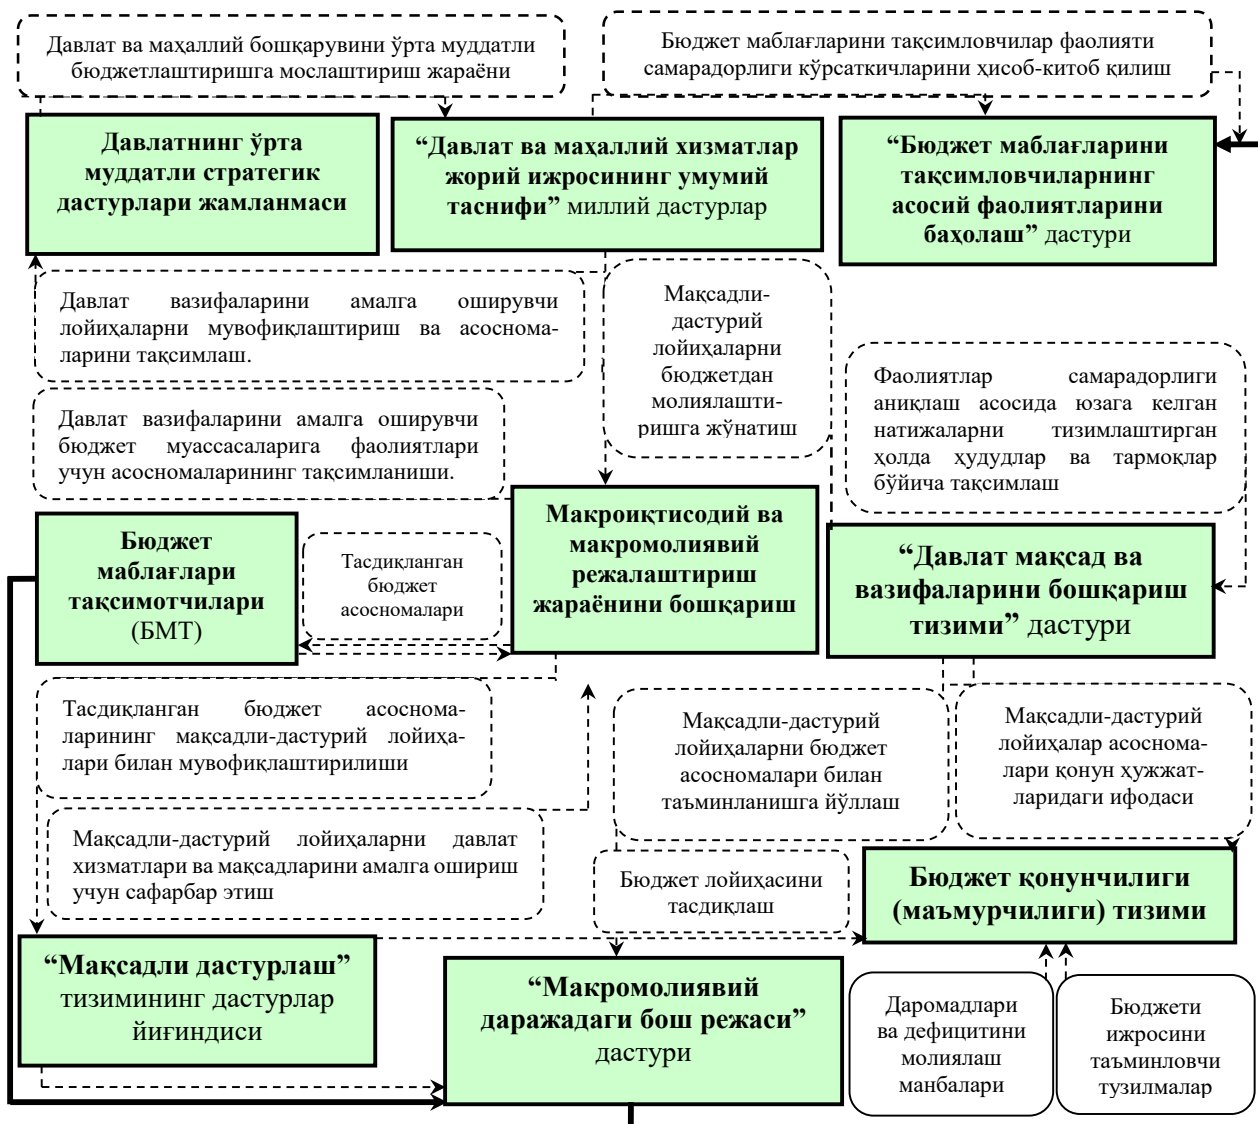 Давлат ва маҳаллий бошқарувини ўрта муддатли
бюджетлаштиришга мослаштириш жараёни
Бюджет маблағларини тақсимловчилар фаолияти
самарадорлиги кўрсаткичларини ҳисоб-китоб қилиш
Давлатнинг ўрта
муддатли стратегик
дастурлари жамланмаси
“Давлат ва маҳаллий хизматлар
жорий ижросининг умумий
таснифи” миллий дастурлар
“Бюджет маблағларини
тақсимловчиларнинг
асосий фаолиятларини
баҳолаш” дастури
Давлат вазифаларини амалга оширувчи
лойиҳаларни мувофиқлаштириш ва асоснома-
ларини тақсимлаш.
Мақсадли-
дастурий
лойиҳаларни
бюджетдан
молиялашти-
ришга жўнатиш
Фаолиятлар самарадорлиги
аниқлаш асосида юзага келган
натижаларни тизимлаштирган
ҳолда ҳудудлар ва тармоқлар
бўйича тақсимлаш
Давлат вазифаларини амалга оширувчи
бюджет муассасаларига фаолиятлари
учун асосномаларининг тақсимланиши.
Бюджет
маблағлари
тақсимотчилари
(БМТ)
Тасдиқланган
бюджет
асосномалари
Макроиқтисодий ва
макромолиявий
режалаштириш
жараёнини бошқариш
“Давлат мақсад ва
вазифаларини бошқариш
тизими” дастури
Тасдиқланган бюджет асоснома-
ларининг мақсадли-дастурий лойиҳа-
лари билан мувофиқлаштирилиши
Мақсадли-дастурий
лойиҳаларни бюджет
асосномалари билан
таъминланишга йўллаш
Мақсадли-дастурий
лойиҳалар асоснома-
лари қонун ҳужжат-
ларидаги ифодаси
Мақсадли-дастурий лойиҳаларни давлат
хизматлари ва мақсадларини амалга ошириш
учун сафарбар этиш
Бюджет лойиҳасини
тасдиқлаш
Бюджет қонунчилиги
(маъмурчилиги) тизими
“Мақсадли дастурлаш”
тизимининг дастурлар
йиғиндиси
“Макромолиявий
даражадаги бош режаси”
дастури
Даромадлари
ва дефицитини
молиялаш
манбалари
Бюджети
ижросини
таъминловчи
тузилмалар